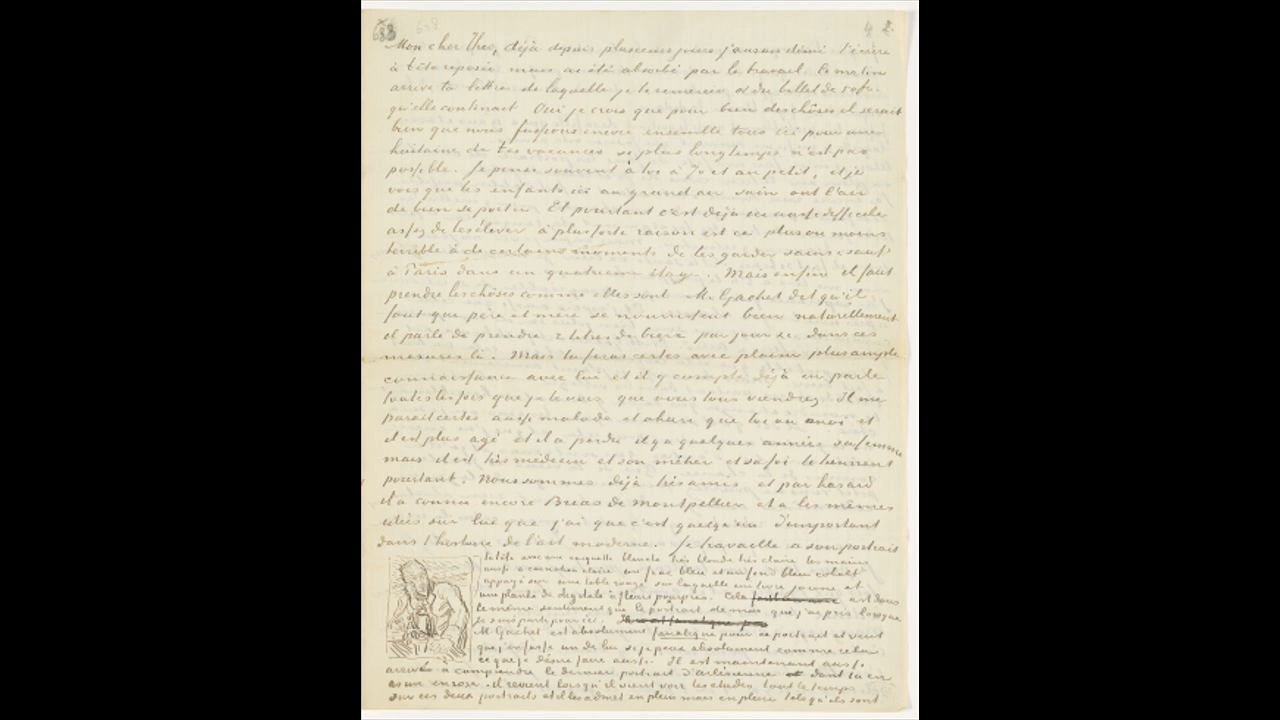 683 2.
Mon cher Theo, déjà depuis plusieurs jours j'aurais désiré t'écrire
à tête reposée mais ai été absorbé par le travail. Ce matin
arrive ta lettre de laquelle je te remercie et du billet de 50 fr.
qu'elle contenait. Oui je crois que pour bien des chôses il serait
bien que nous fussions encore ensemble tous ici pour une
huitaine de tes vacances si plus longtemps n'est pas
possible. Je pense souvent à toi à Jo et au petit, et je
vois que les enfants ici au grand air sain ont l'air
de bien se porter. Et pourtant c'est déjà ici aussi difficile
assez de les élever à plus forte raison est ce plus ou moins
terrible à de certains moments de les garder sains & saufs
à Paris dans un quatrième étage. Mais enfin il faut
prendre les chôses comme elles sont. M. Gachet dit qu'il
faut que père et mère se nourrissent bien naturellement
il parle de prendre 2 litres de bière par jour &c. dans ces
mesures là. Mais tu feras certes avec plaisir plus ample
connaissance avec lui et il y compte déjà en parle
toutes les fois que je le vois que vous tous viendrez. Il me
parait certes aussi malade et ahuri que toi ou moi et
il est plus agé et il a perdu il y a quelques années sa femme
mais il est très médecin et son métier et sa foi le tiennent
pourtant. Nous sommes déjà très amis et par hasard
il a connu encore Bruas de Montpellier et a les mêmes
idées sur lui que j'ai que c'est quelqu'un d'important
dans l'histoire de l'art moderne. Je travaille à son portrait
la tête avec une casquette blanche très blonde très claire les mains
aussi à carnation claire un frac bleu et un fond bleu cobalt
appuyé sur une table rouge sur laquelle un livre jaune et
une plante de digitale à fleurs pourpres. Cela est dans
le même sentiment que le portrait de moi que j'ai pris lorsque
je suis parti pour ici.
M. Gachet est absolument fanatique pour ce portrait et veut
que j'en fasse un de lui si je peux absolument comme cela
ce que je désire faire aussi. Il est maintenant aussi
arrivé à comprendre le dernier portrait d'arlesienne et dont tu en
as un en rose – il revient lorsqu'il vient voir les études tout le temps
sur ces deux portraits et il les admet en plein mais en plein tels qu'ils sont